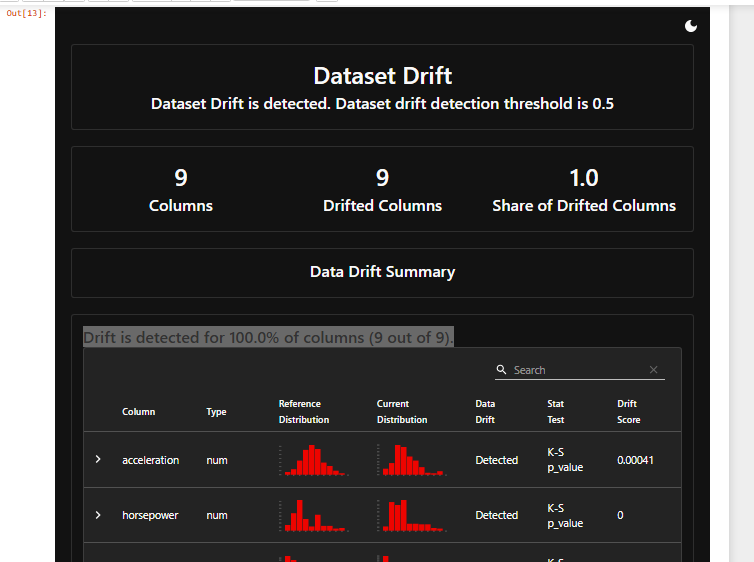 Out[13]:
Dataset Drift
Dataset Drift is detected. Dataset drift detection threshold is 0.5
9 9 1.0
Columns Drifted Columns Share of Drifted Columns
Data Drift Summary
Drift is detected for 100.0% of columns (9 out of 9).
Search
Column Type Reference Distribution Current Distribution Data Drift Stat Test Drift Score
acceleration num Detected K-S p_value 0.00041
horsepower num Detected K-S p_value 0